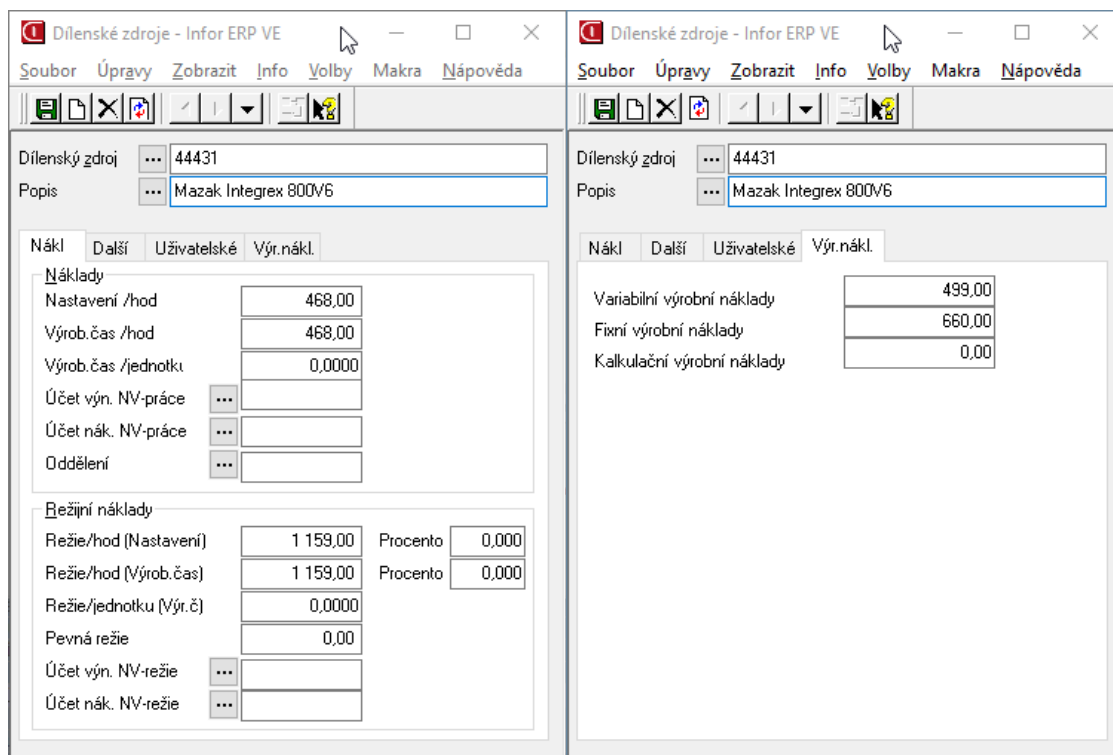 Dílenské zdroje - Infor ERP VE
Soubor Úpravy Zobrazit Info Volby Makra Nápověda
Dílenský zdroj ... 44431
Popis ... Mazak Integrex 800V6
Nákl Další Uživatelské Výr.nákl.
Náklady
Nastavení /hod 468,00
Výrob.čas /hod 468,00
Výrob.čas /jednotku 0,0000
Účet výn. NV-práce ...
Účet nák. NV-práce ...
Oddělení ...
Režijní náklady
Režie/hod (Nastavení) 1 159,00 Procento 0,000
Režie/hod (Výrob.čas) 1 159,00 Procento 0,000
Režie/jednotku (Výr.č) 0,0000
Pevná režie 0,00
Účet výn. NV-režie ...
Účet nák. NV-režie ...
Dílenské zdroje - Infor ERP VE
Soubor Úpravy Zobrazit Info Volby Makra Nápověda
Dílenský zdroj ... 44431
Popis ... Mazak Integrex 800V6
Nákl Další Uživatelské Výr.nákl.
Variabilní výrobní náklady 499,00
Fixní výrobní náklady 660,00
Kalkulační výrobní náklady 0,00